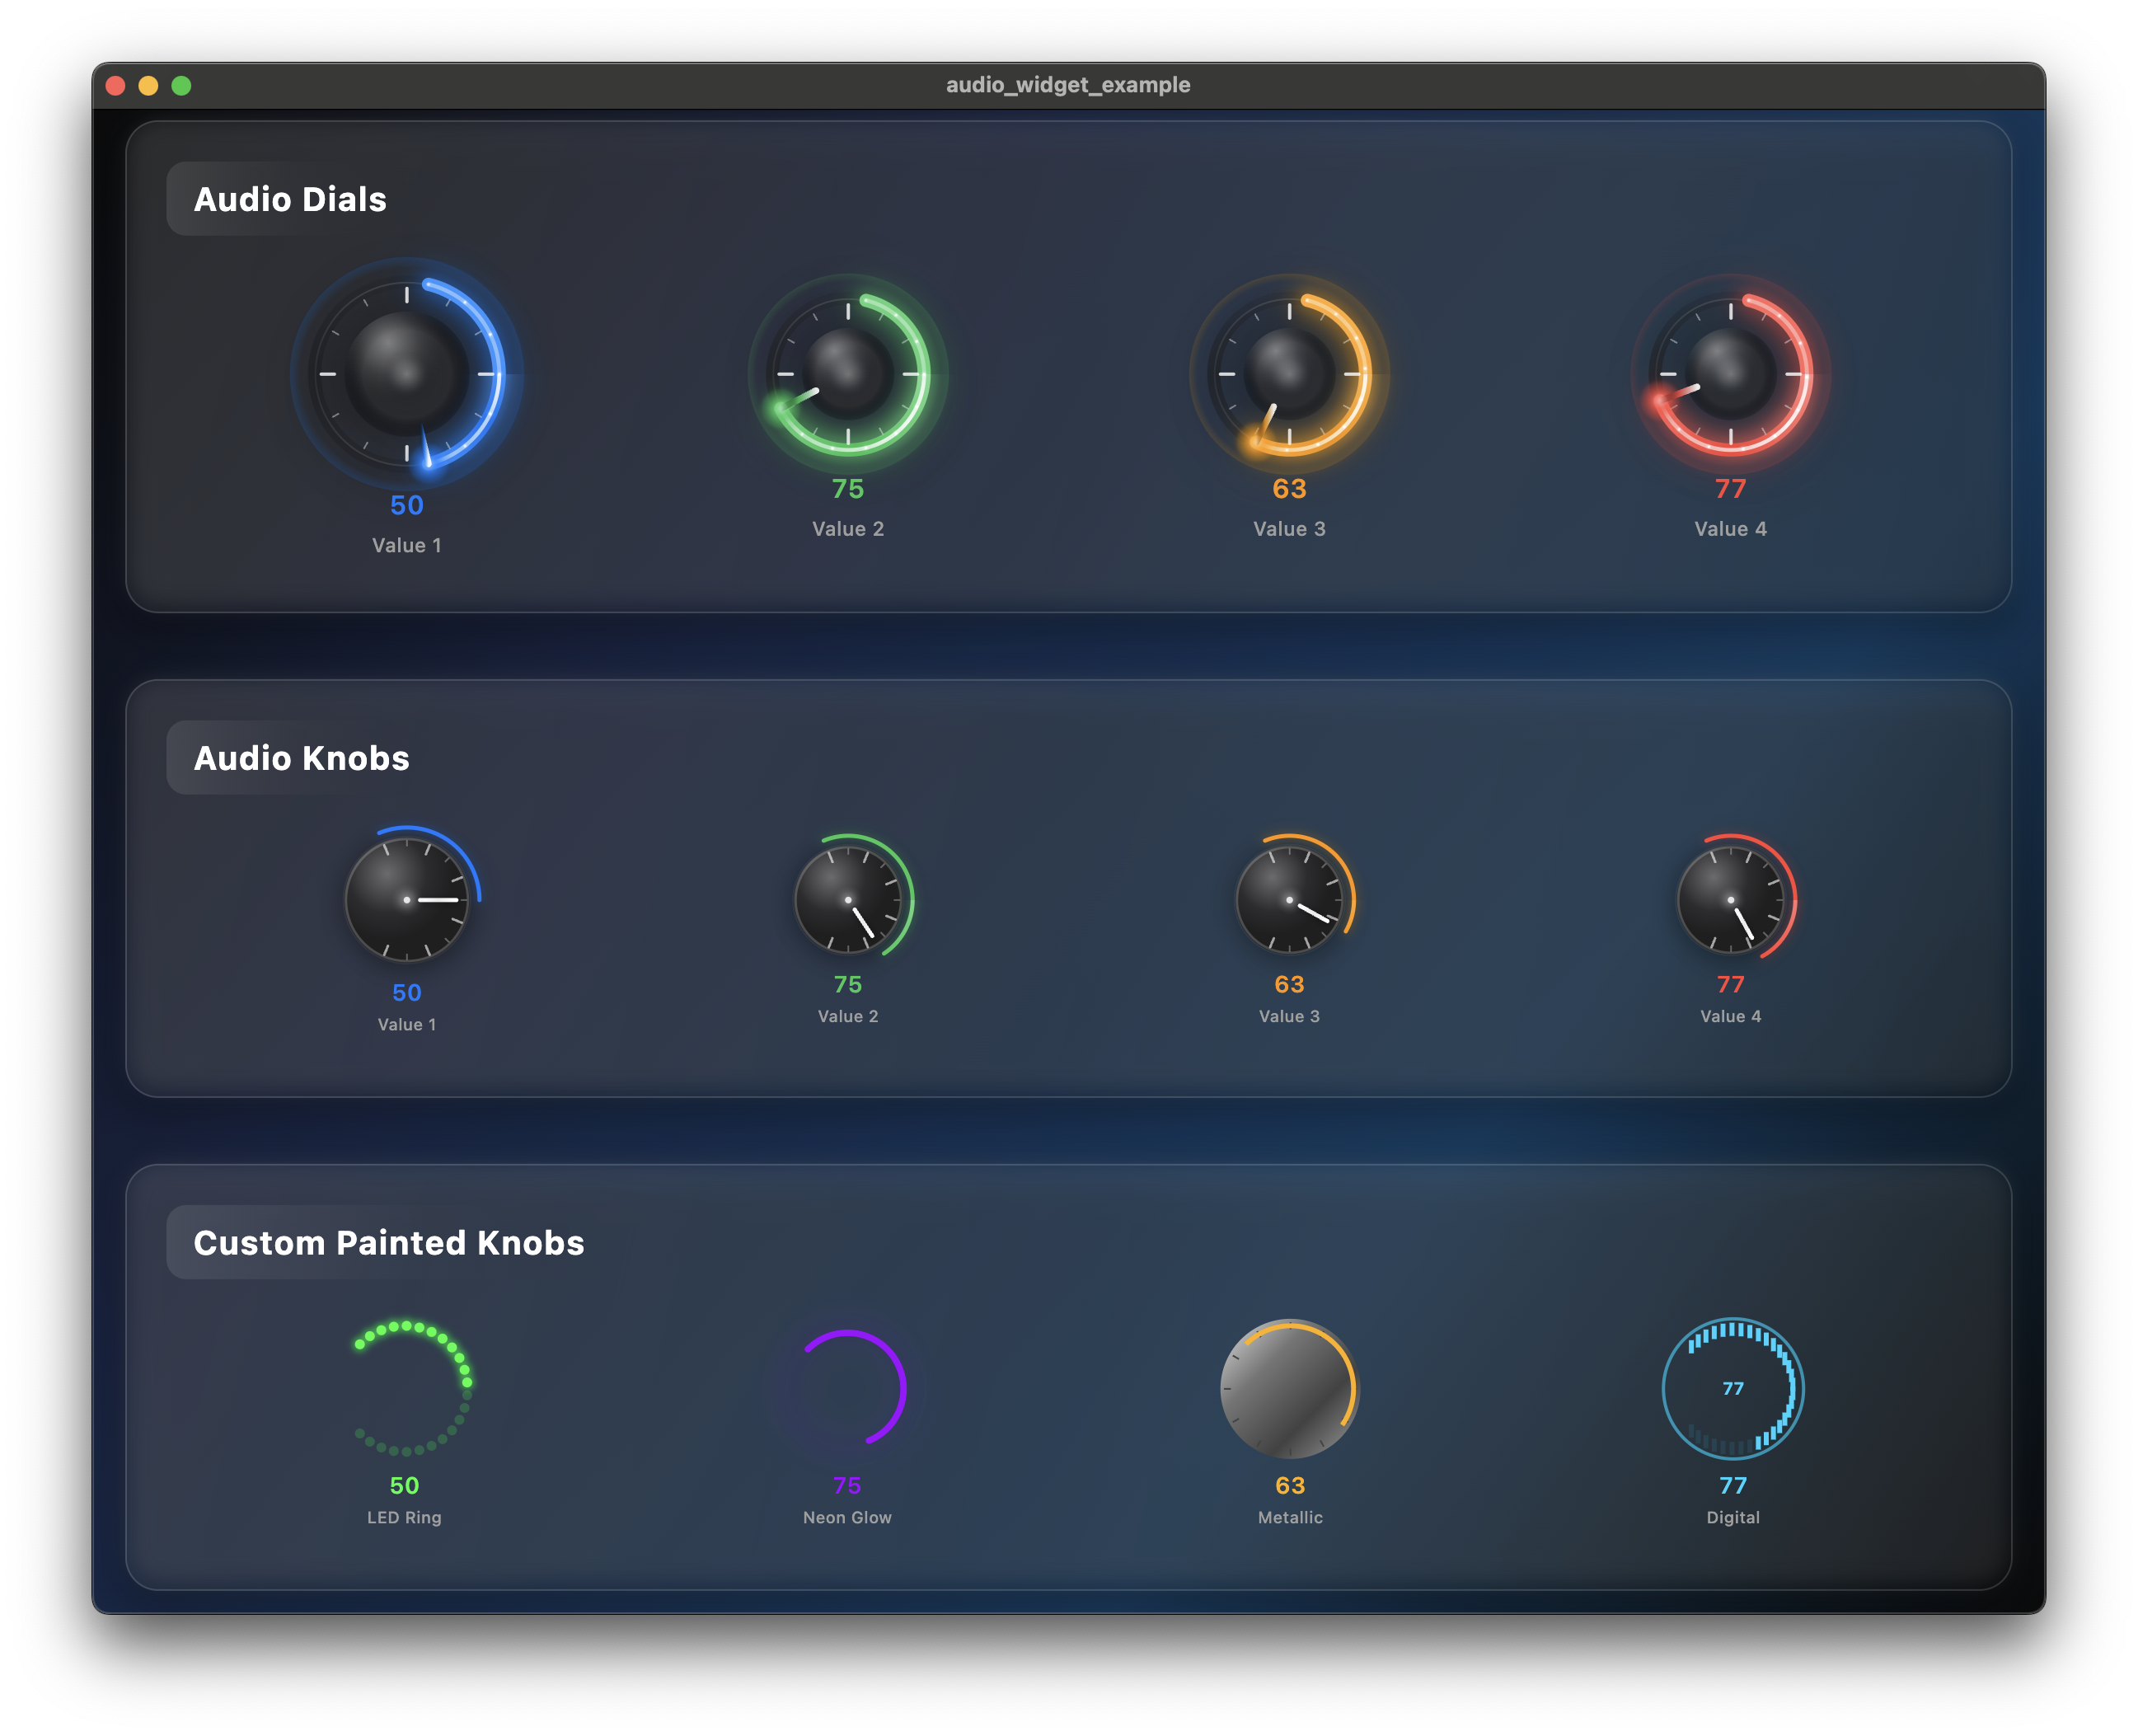 audio_widget_example
Audio Dials
50
75
63
77
Value 1
Value 2
Value 3
Value 4
Audio Knobs
50
75
63
77
Value 1
Value 2
Value 3
Value 4
Custom Painted Knobs
77
50
75
63
77
LED Ring
Neon Glow
Metallic
Digital